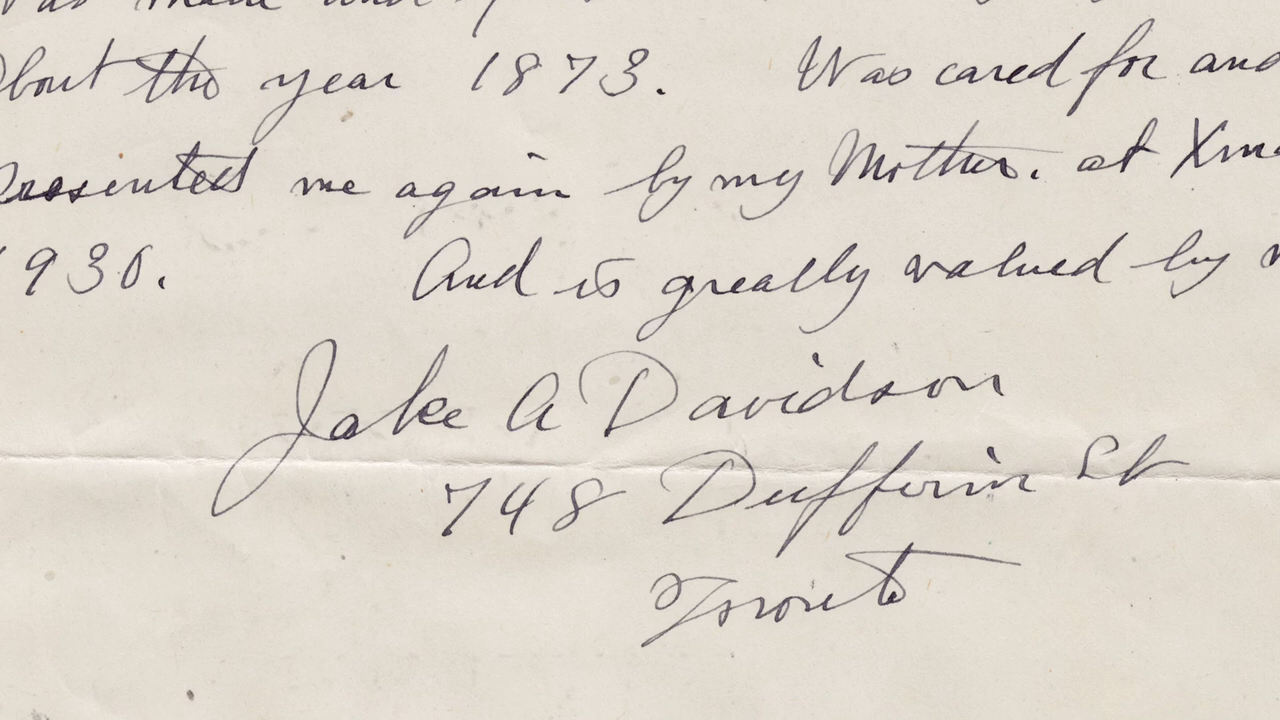 about the year 1873. Was cared for and
presented me again by my Mother. at Xmas
1930. And is greatly valued by
Jake A Davidson
748 Dufferin St
Toronto